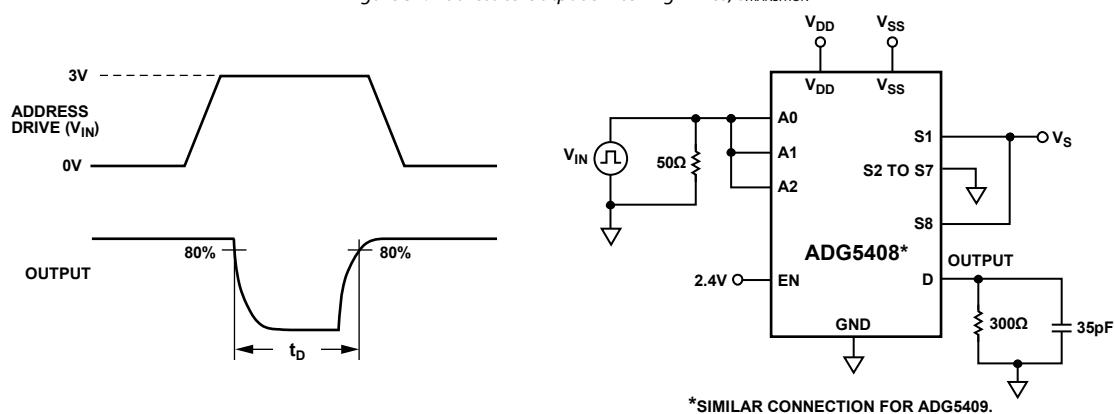 3V
ADDRESS
DRIVE (VIN)
0V
80%
80%
OUTPUT
tD
VDD
VSS
VDD
VSS
A0
A1
A2
VIN
50Ω
S1
VS
S2 TO S7
S8
ADG5408*
OUTPUT
2.4V
EN
D
GND
300Ω
35pF
*SIMILAR CONNECTION FOR ADG5409.